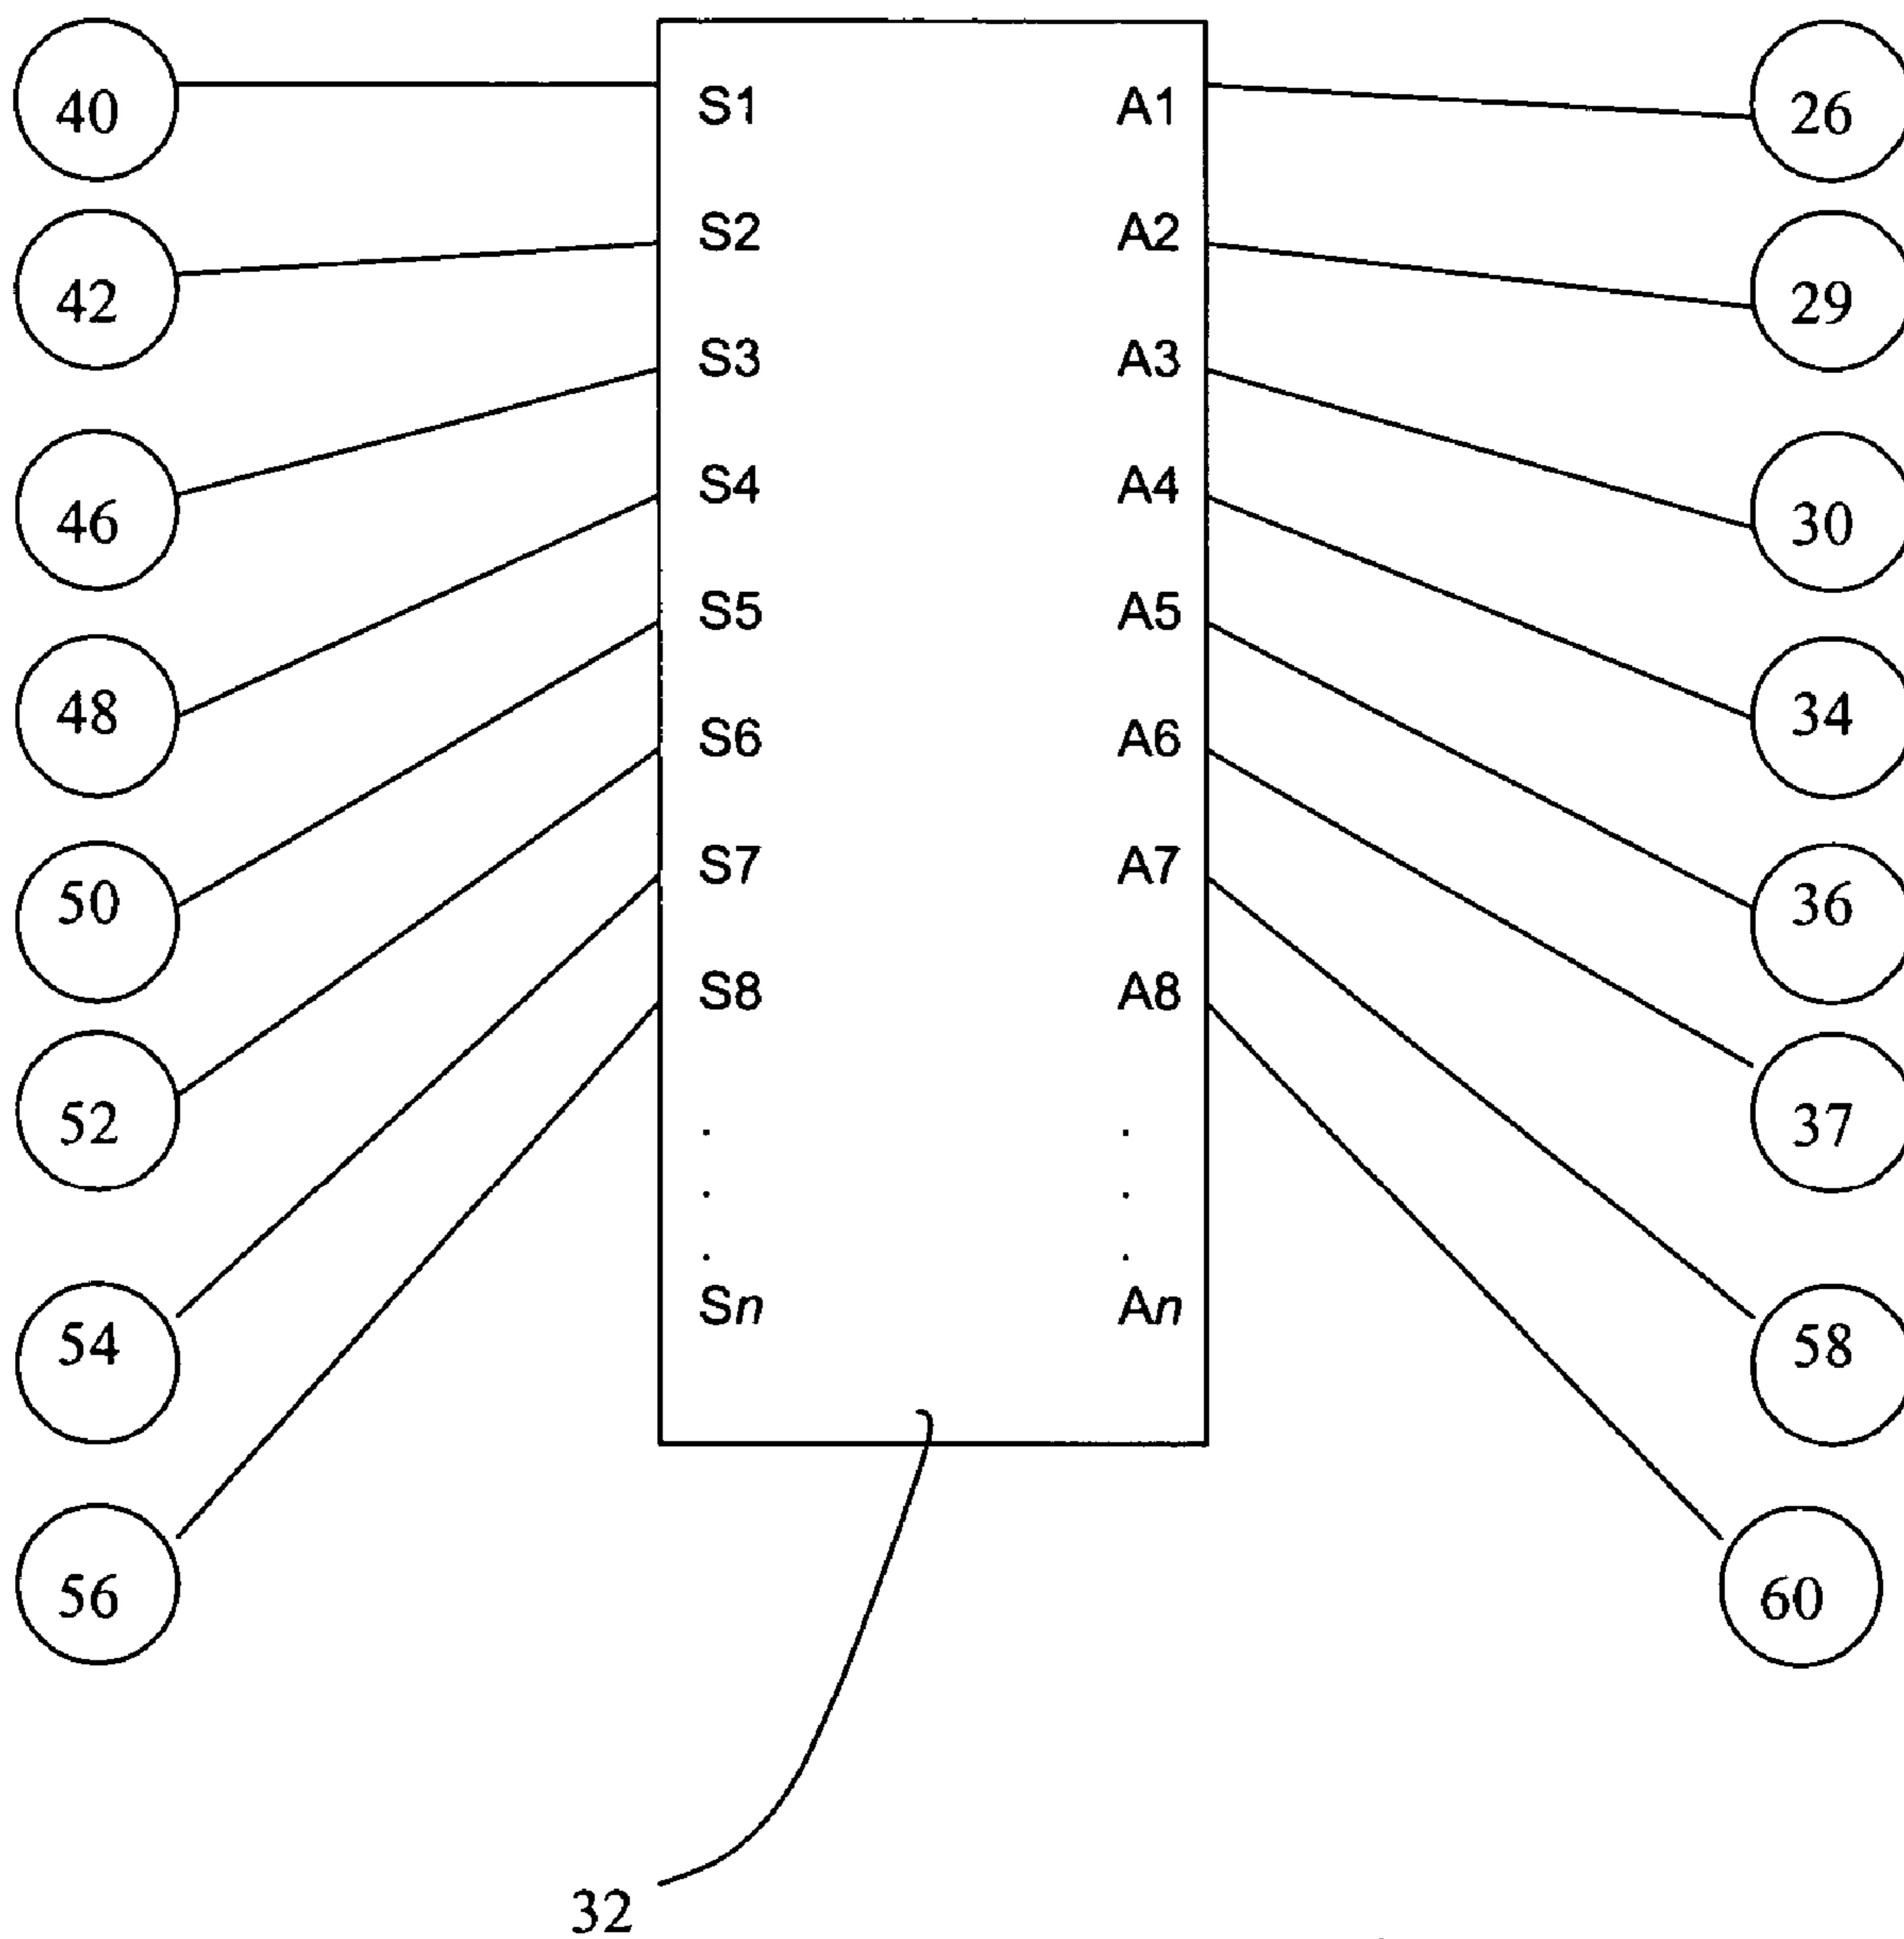 40 S1 A1 26
42 S2 A2 29
S3 A3
46 S4 A4 30
48 S5 A5 34
S6 A6
50 S7 A7 36
S8 A8
52 . . 37
. .
. .
54 Sn An 58
56 60
32